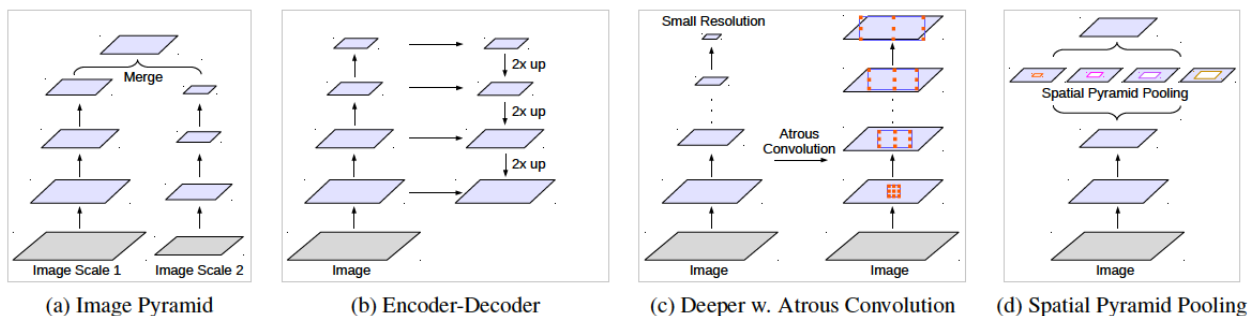 Merge
Image Scale 1
Image Scale 2
(a) Image Pyramid
2x up
2x up
2x up
Image
(b) Encoder-Decoder
Small Resolution
Atrous
Convolution
Image
Image
(c) Deeper w. Atrous Convolution
Spatial Pyramid Pooling
Image
(d) Spatial Pyramid Pooling